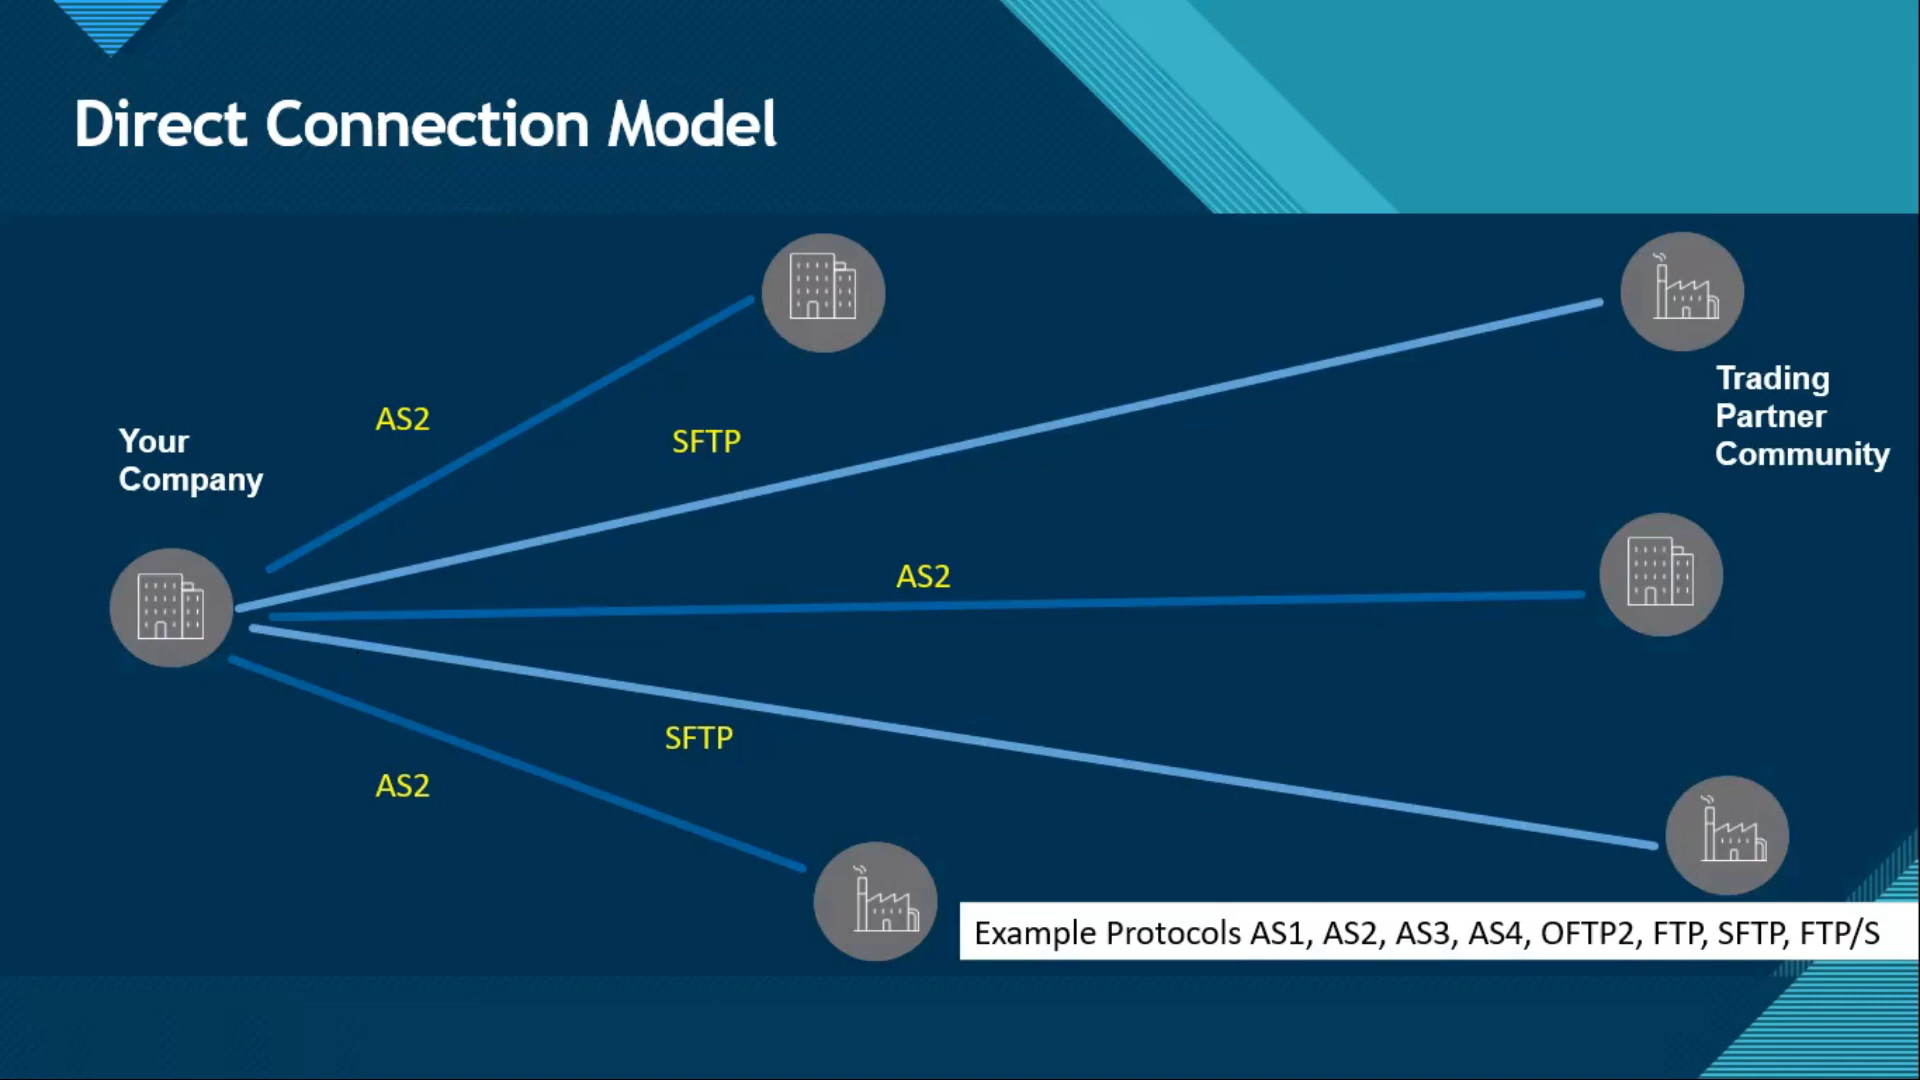 Direct Connection Model
Trading
Partner
Community
AS2
SFTP
Your
Company
AS2
SFTP
AS2
Example Protocols AS1, AS2, AS3, AS4, OFTP2, FTP, SFTP, FTP/S